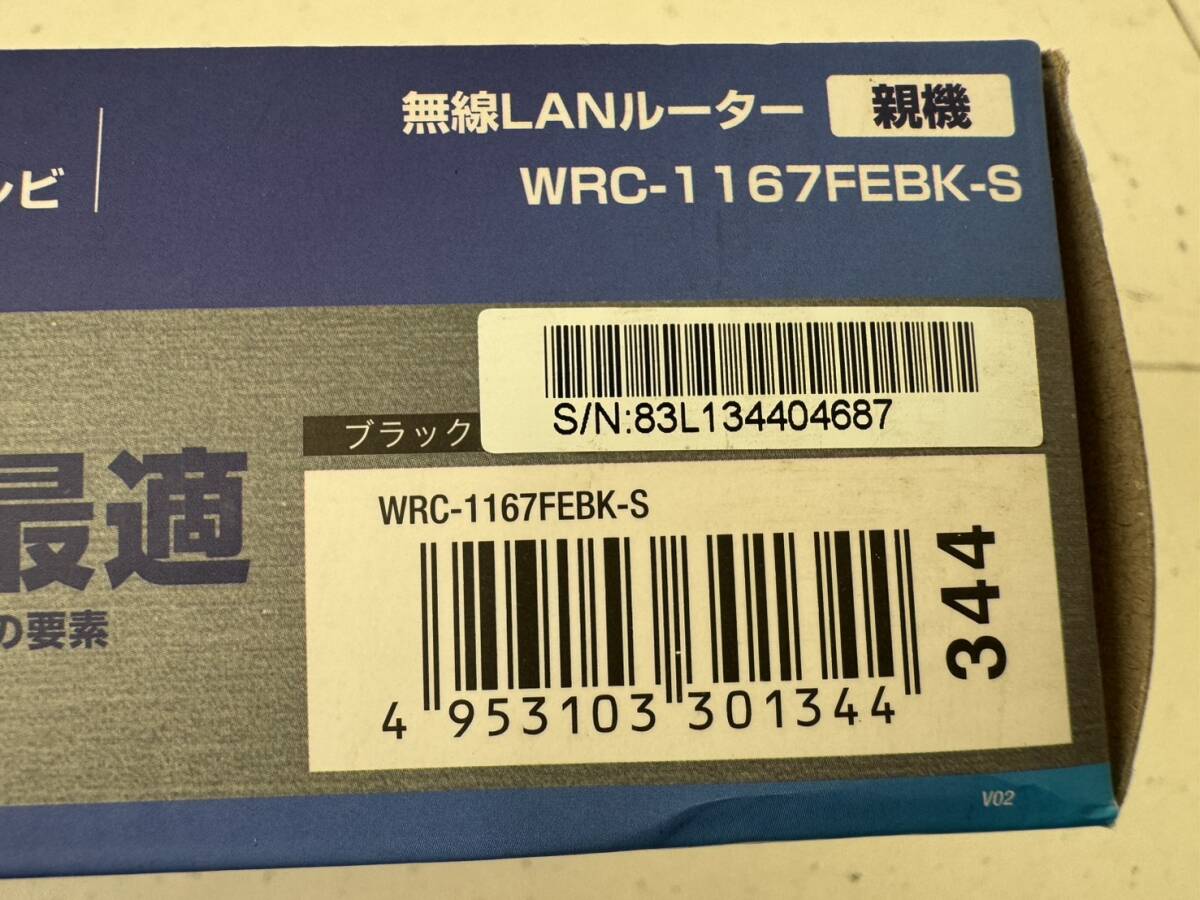 無線LANルーター 親機
WRC-1167FEBK-S
ビ
S/N:83L134404687
ブラック
最適
の要素
WRC-1167FEBK-S
4 953103 301344
344
V02